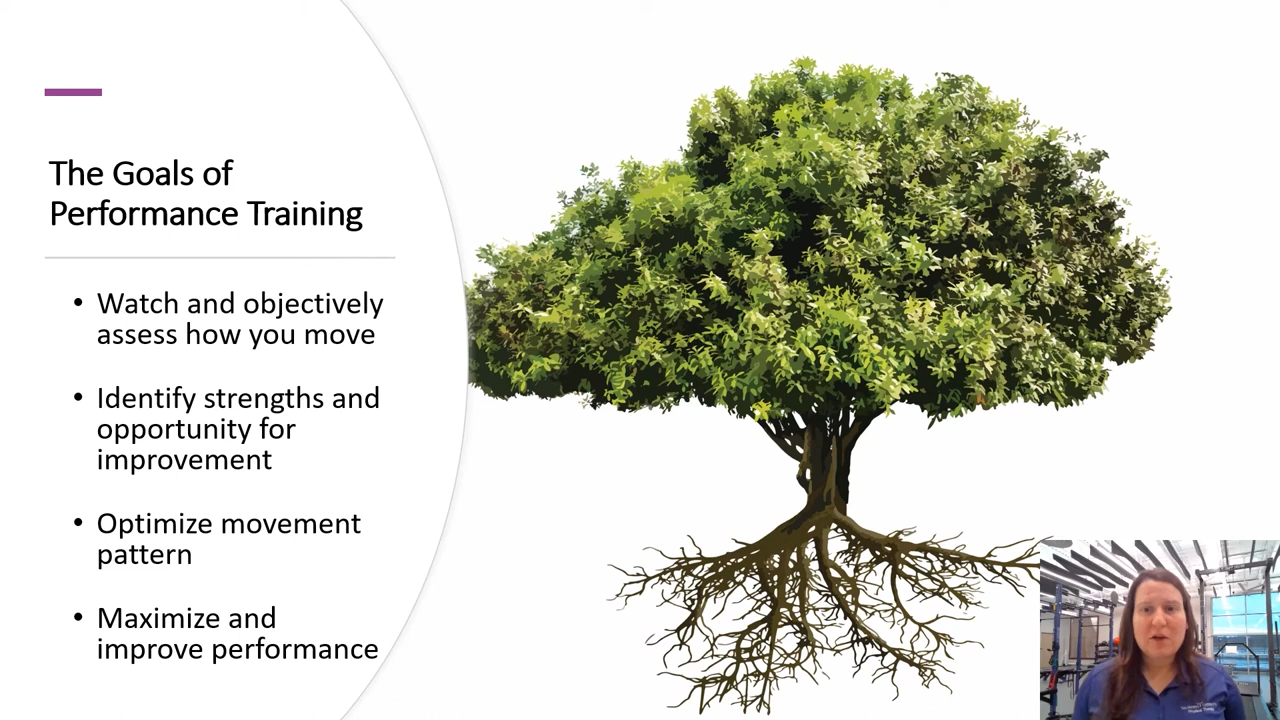 The Goals of
Performance Training
• Watch and objectively
assess how you move
• Identify strengths and
opportunity for
improvement
• Optimize movement
pattern
• Maximize and
improve performance